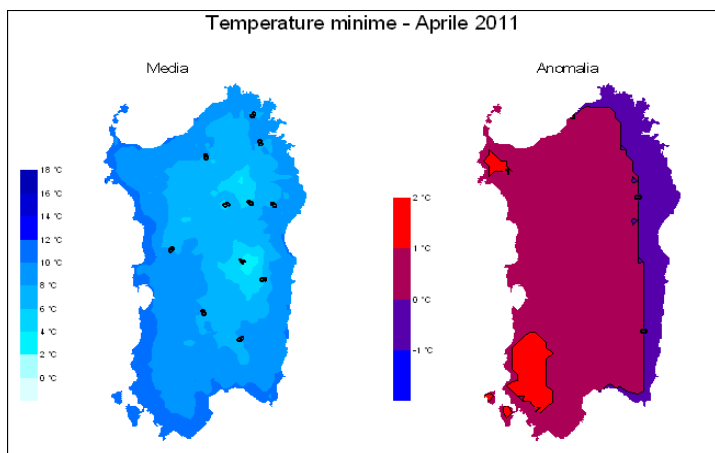 Temperature minime - Aprile 2011
Media
Anomalia
18 °C
16 °C
14 °C
12 °C
10 °C
8 °C
6 °C
4 °C
2 °C
0 °C
2 °C
1 °C
0 °C
-1 °C